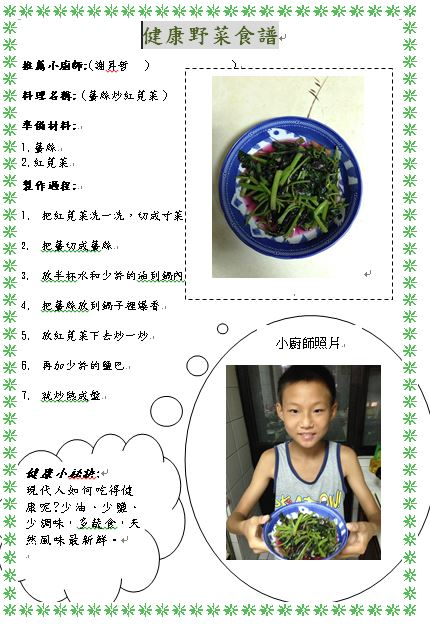 健康野菜食譜
推薦小廚師:(謝昇哲 )
)
料理名稱:(薑絲炒紅莧菜)
準備材料:
1.薑絲
2.紅莧菜
製作過程:
1. 把紅莧菜洗一洗，切成寸菜
2. 把薑切成薑絲
3. 放半杯水和少許的油到鍋內
4. 把薑絲放到鍋子裡爆香
5. 放紅莧菜下去炒一炒
6. 再加少許的鹽巴
7. 就炒燒成盤
小廚師照片
健康小秘訣:
現代人如何吃得健
康呢?少油、少鹽、
少調味，多蔬食，天
然風味最新鮮。